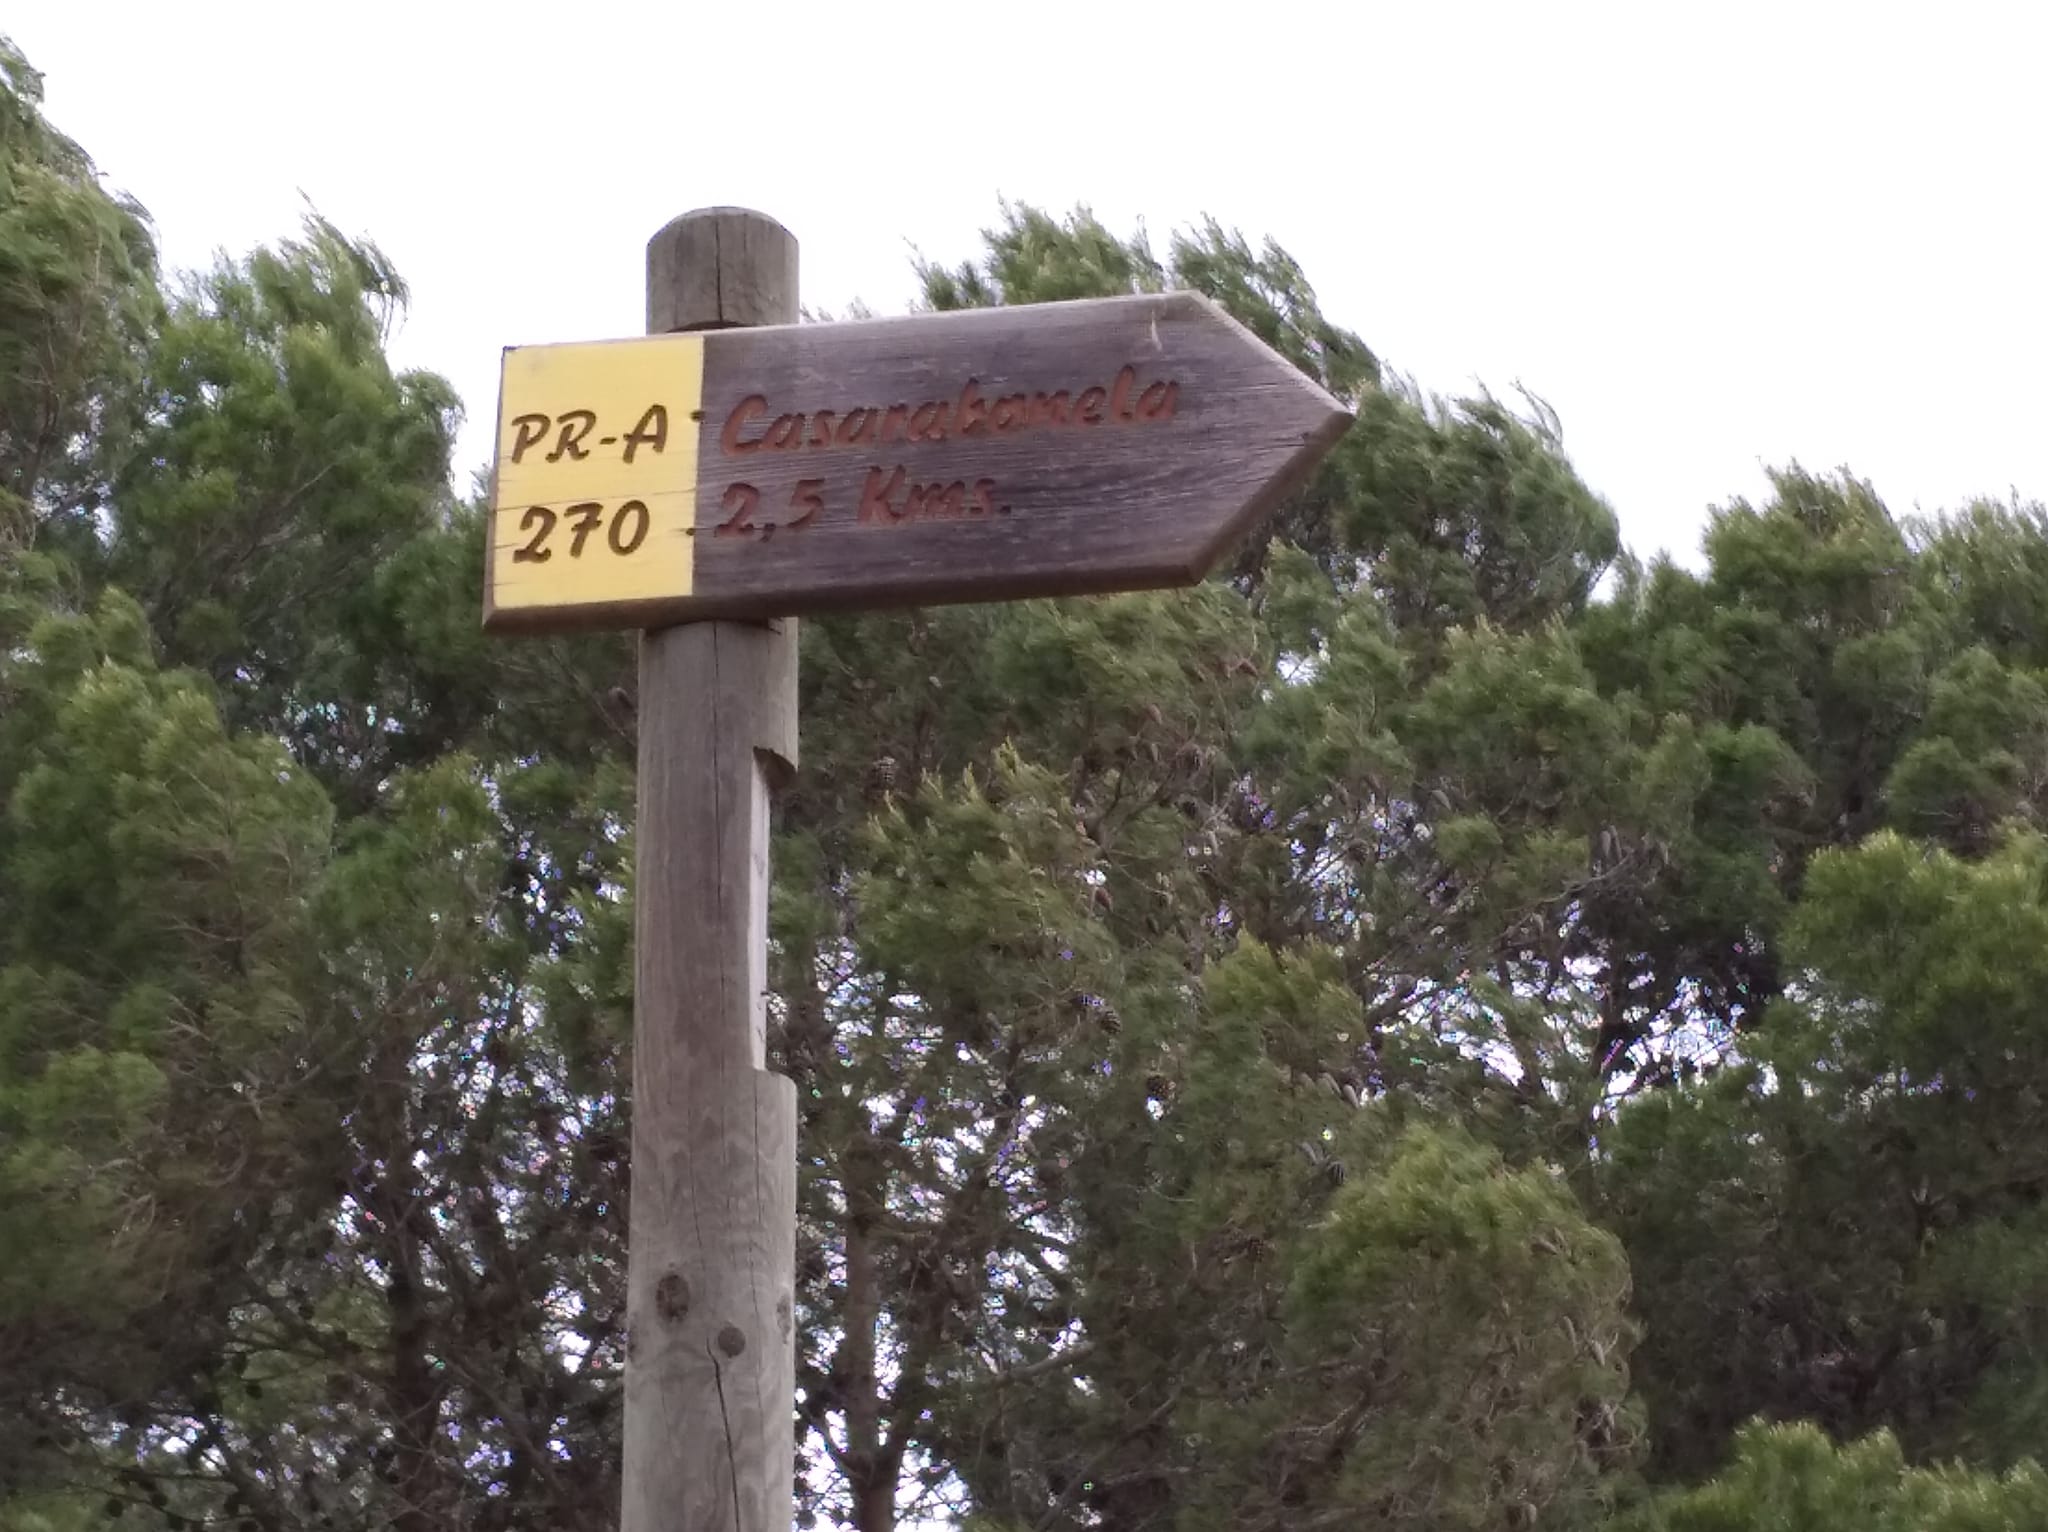 PR-A
270
Casarabonela
2,5 Kms.